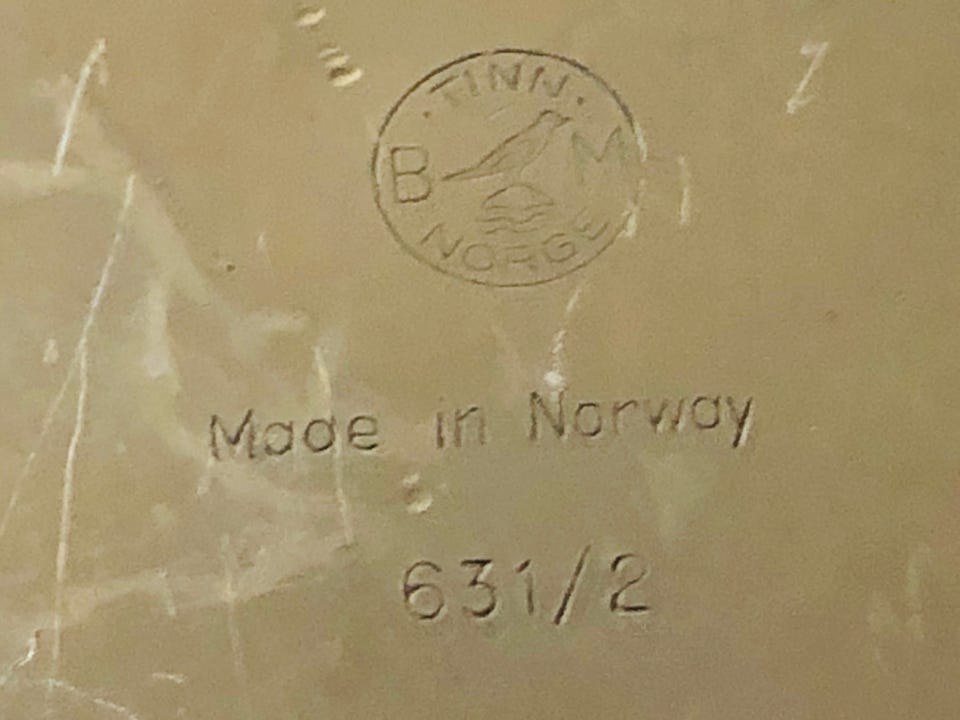 · TINN ·
B M
NORGE
Made in Norway
631/2